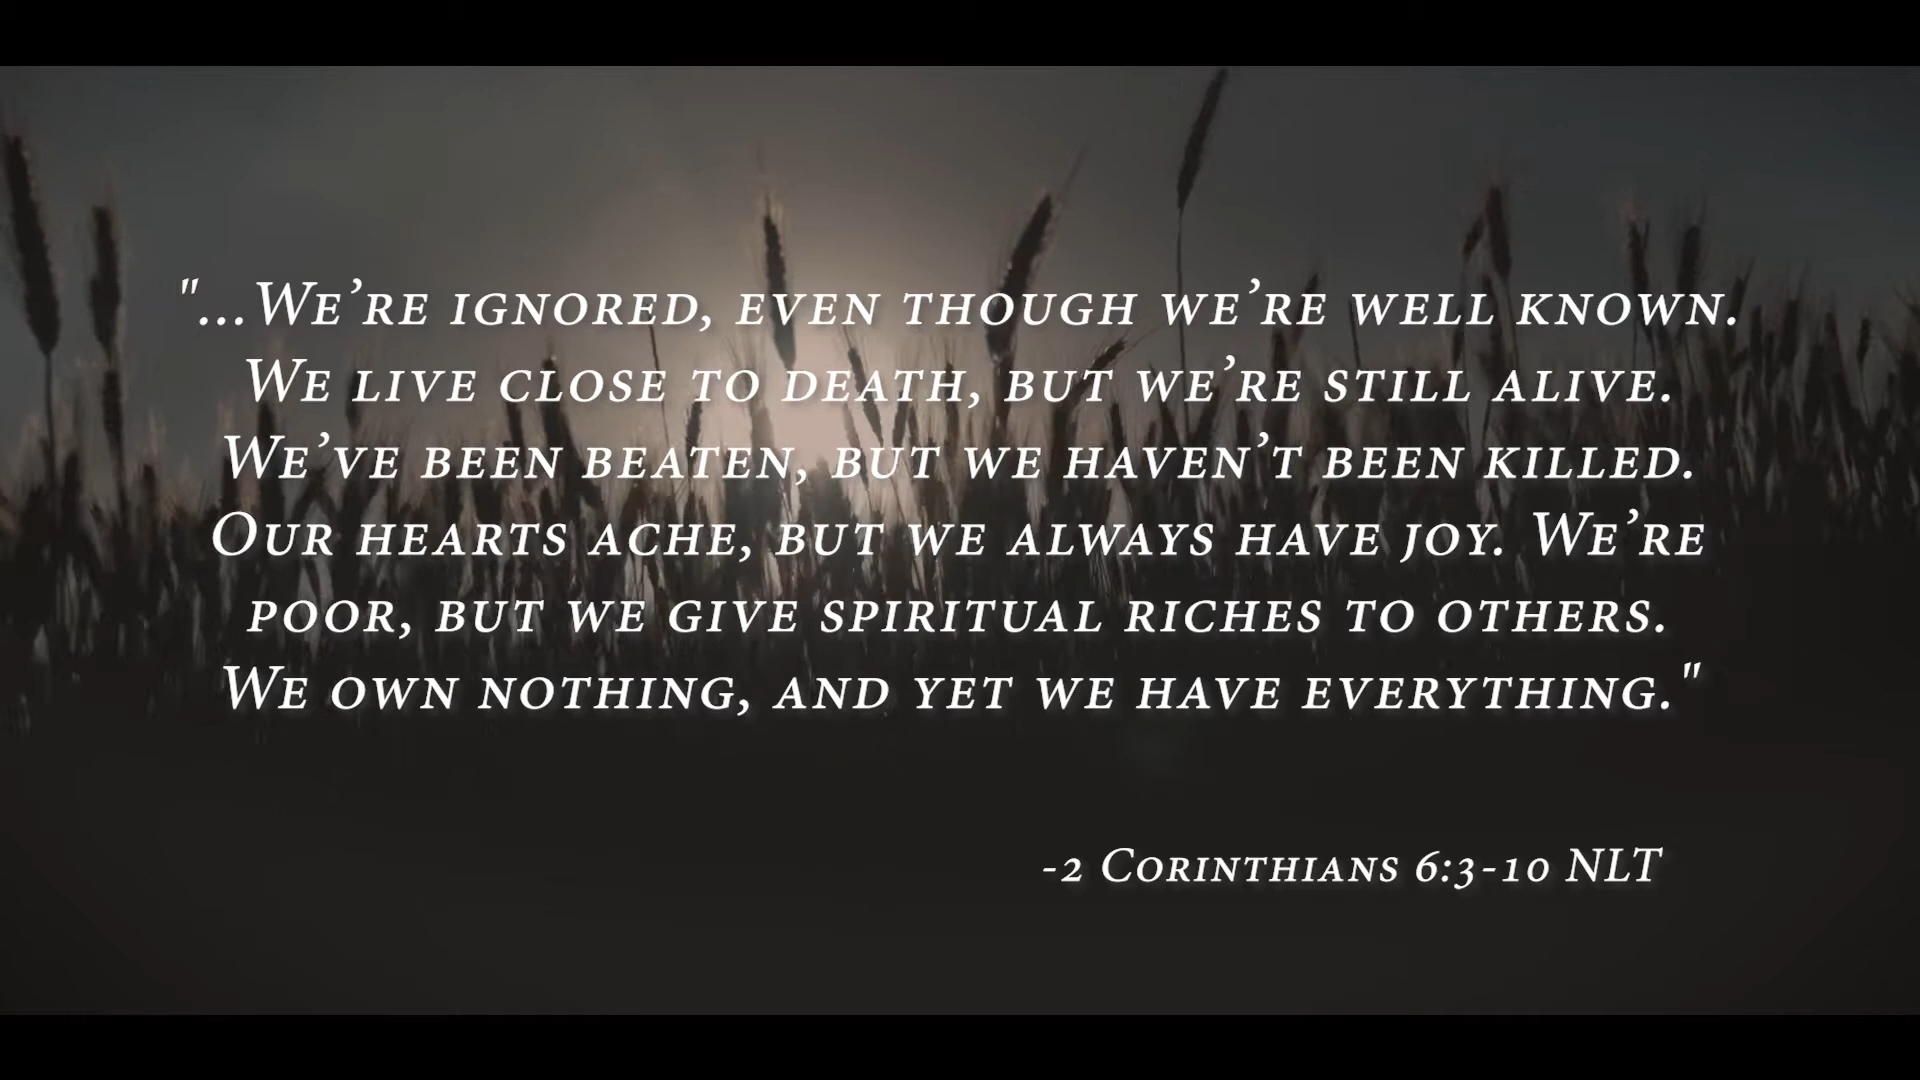 "...We’re ignored, even though we’re well known.
We live close to death, but we’re still alive.
We’ve been beaten, but we haven’t been killed.
Our hearts ache, but we always have joy. We’re
poor, but we give spiritual riches to others.
We own nothing, and yet we have everything."
-2 Corinthians 6:3-10 NLT